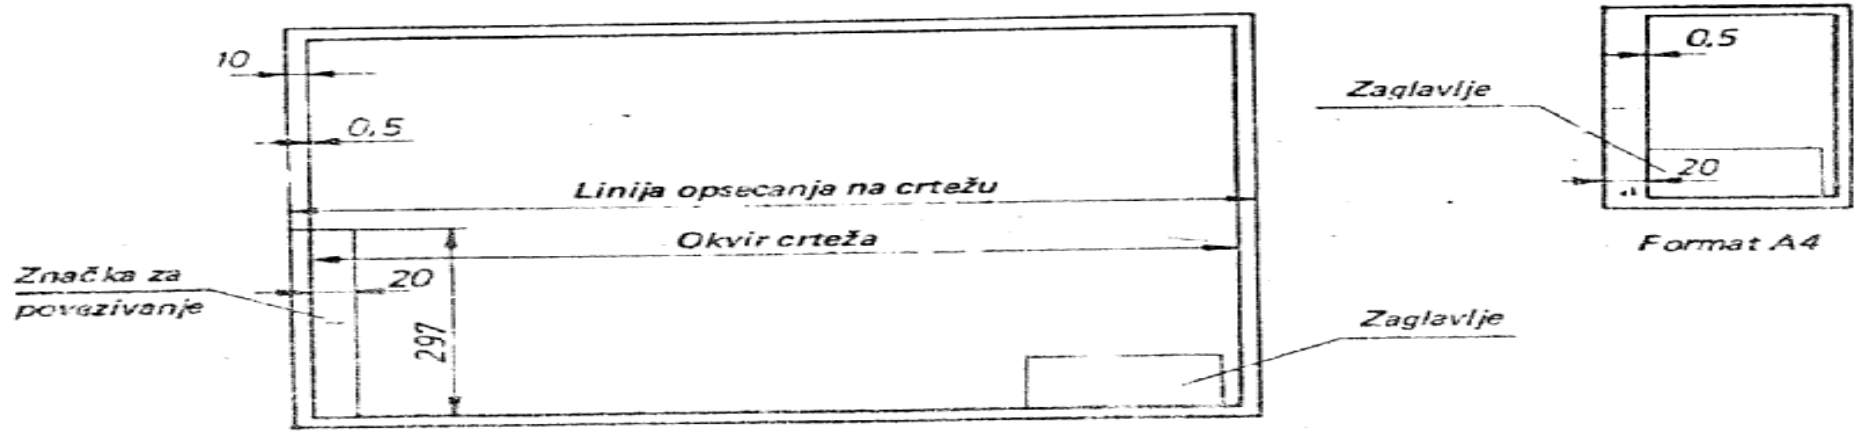 10
0,5
Linija opsecanja na crtežu
Okvir crteža
Značka za
povezivanje
20
297
Zaglavlje
Zaglavlje
0,5
20
Format A4